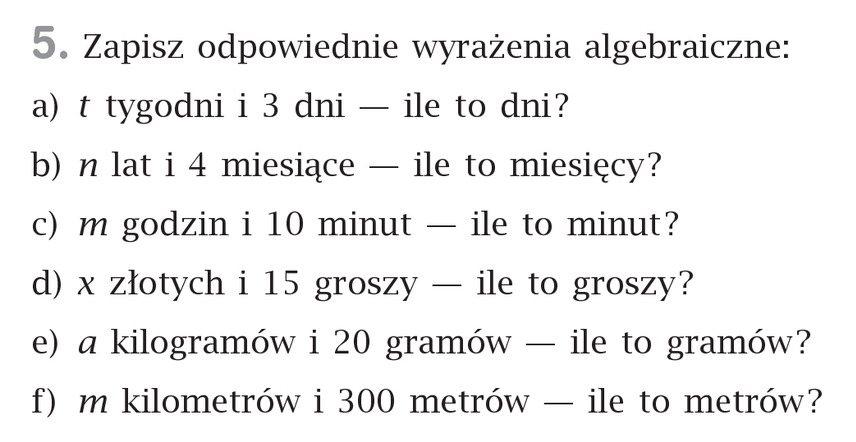 5. Zapisz odpowiednie wyrażenia algebraiczne:
a) t tygodni i 3 dni — ile to dni?
b) n lat i 4 miesiące — ile to miesięcy?
c) m godzin i 10 minut — ile to minut?
d) x złotych i 15 groszy — ile to groszy?
e) a kilogramów i 20 gramów — ile to gramów?
f) m kilometrów i 300 metrów — ile to metrów?